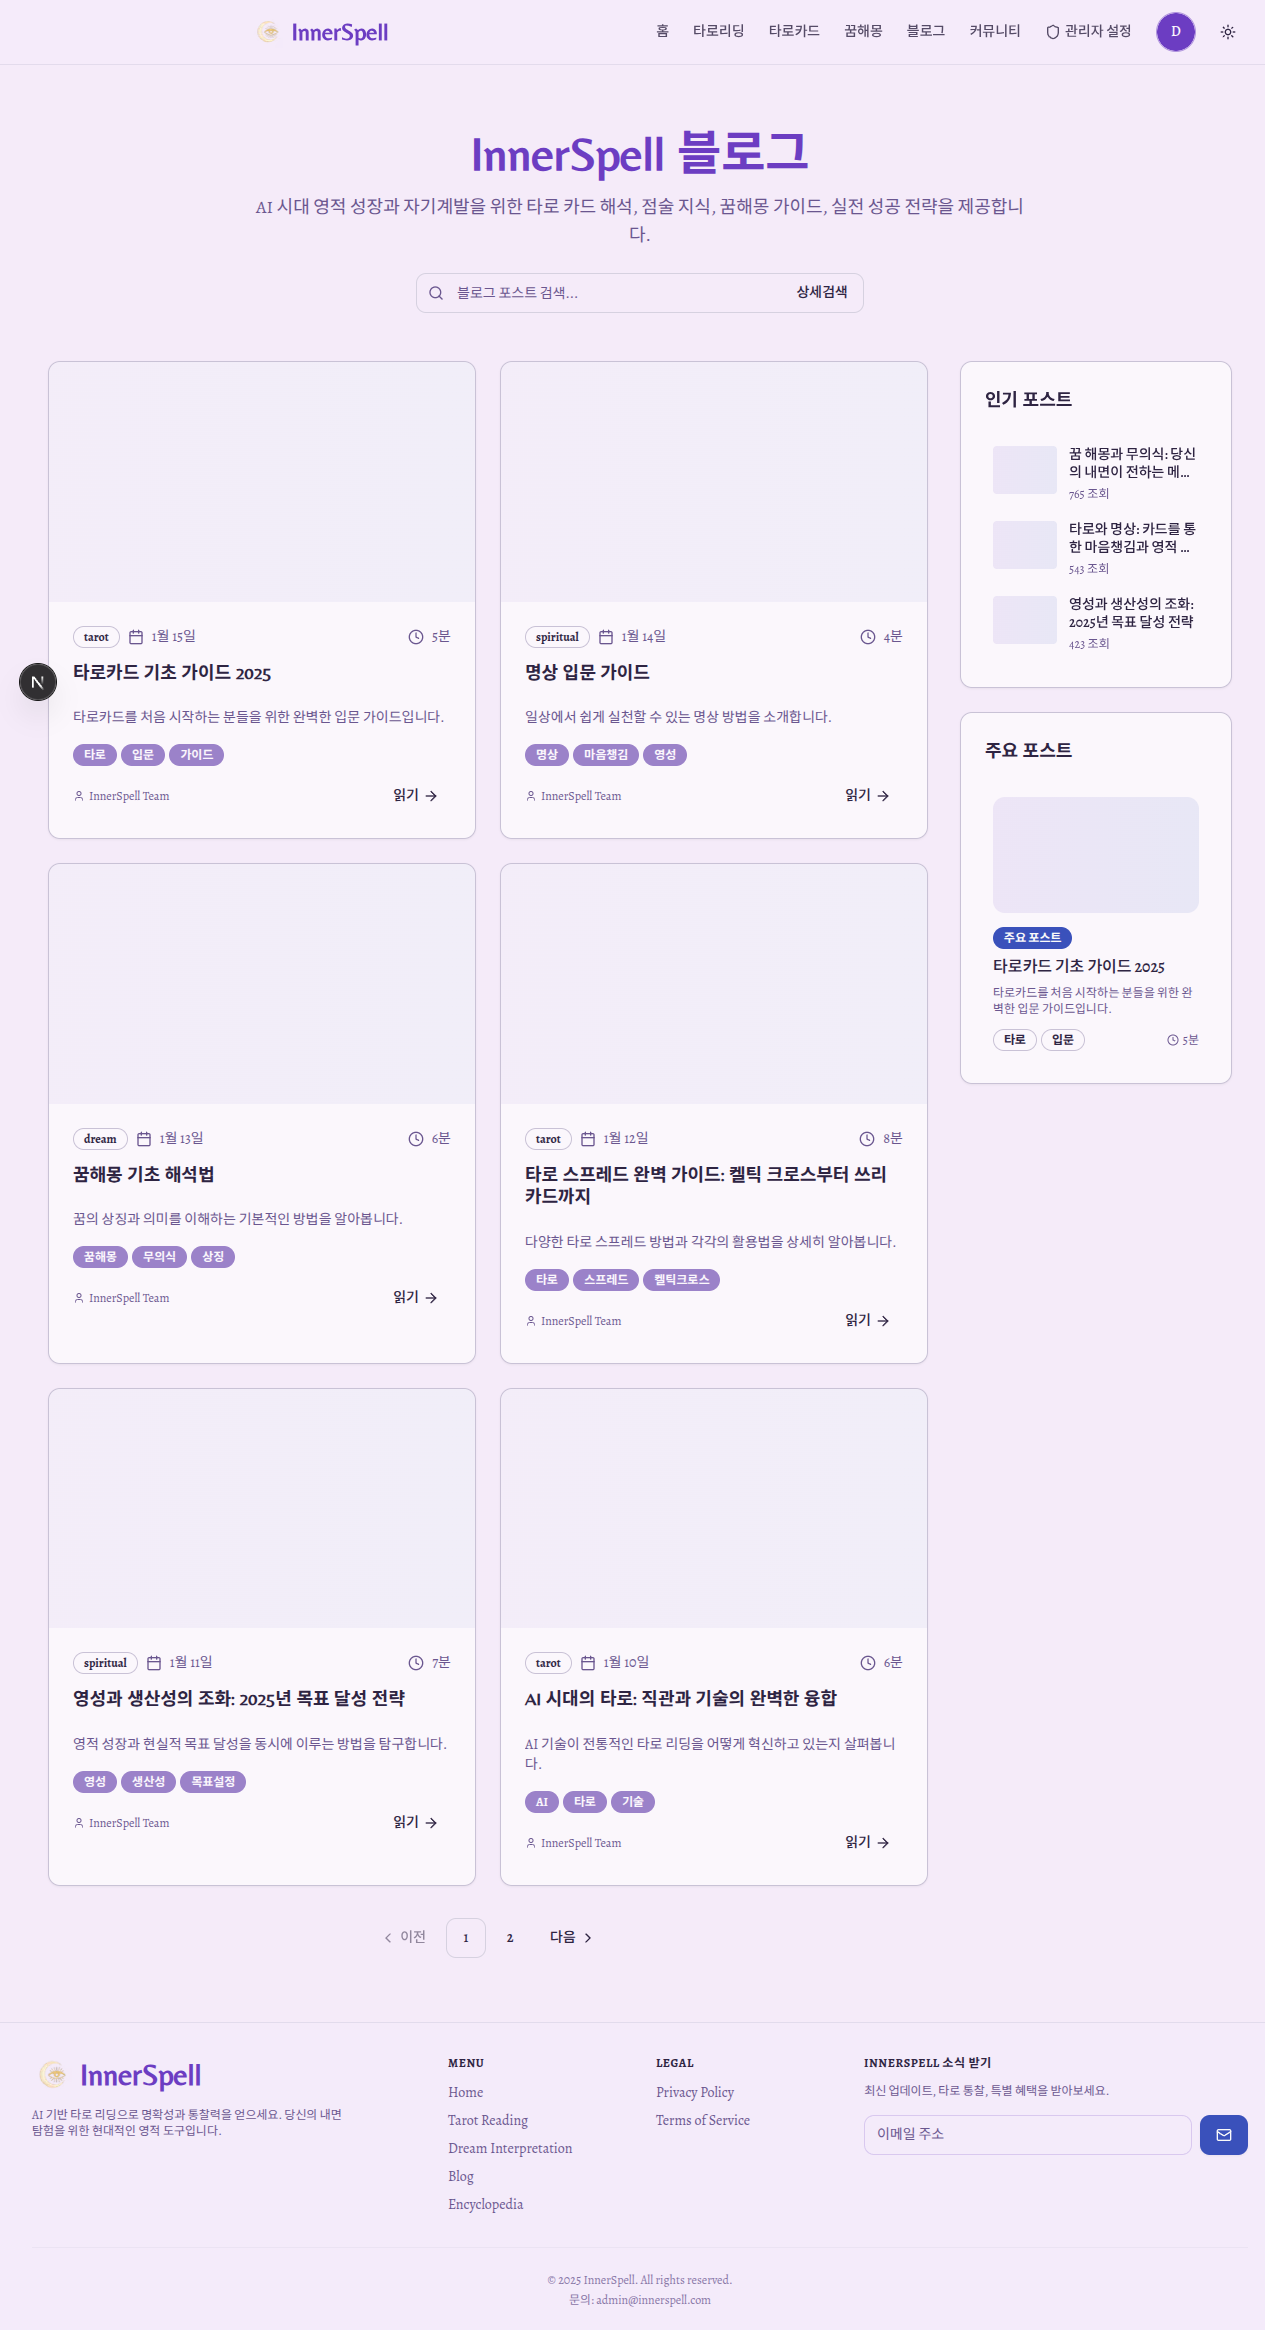 InnerSpell
홈
타로리딩
타로카드
꿈해몽
블로그
커뮤니티
관리자 설정
D
InnerSpell 블로그
AI 시대 영적 성장과 자기계발을 위한 타로 카드 해석, 점술 지식, 꿈해몽 가이드, 실전 성공 전략을 제공합니
다.
블로그 포스트 검색...
상세검색
tarot
1월 15일
5분
타로카드 기초 가이드 2025
타로카드를 처음 시작하는 분들을 위한 완벽한 입문 가이드입니다.
타로
입문
가이드
InnerSpell Team
읽기
spiritual
1월 14일
4분
명상 입문 가이드
일상에서 쉽게 실천할 수 있는 명상 방법을 소개합니다.
명상
마음챙김
영성
InnerSpell Team
읽기
dream
1월 13일
6분
꿈해몽 기초 해석법
꿈의 상징과 의미를 이해하는 기본적인 방법을 알아봅니다.
꿈해몽
무의식
상징
InnerSpell Team
읽기
tarot
1월 12일
8분
타로 스프레드 완벽 가이드: 켈틱 크로스부터 쓰리
카드까지
다양한 타로 스프레드 방법과 각각의 활용법을 상세히 알아봅니다.
타로
스프레드
켈틱크로스
InnerSpell Team
읽기
spiritual
1월 11일
7분
영성과 생산성의 조화: 2025년 목표 달성 전략
영적 성장과 현실적 목표 달성을 동시에 이루는 방법을 탐구합니다.
영성
생산성
목표설정
InnerSpell Team
읽기
tarot
1월 10일
6분
AI 시대의 타로: 직관과 기술의 완벽한 융합
AI 기술이 전통적인 타로 리딩을 어떻게 혁신하고 있는지 살펴봅니
다.
AI
타로
기술
InnerSpell Team
읽기
이전
1
2
다음
인기 포스트
꿈 해몽과 무의식: 당신
의 내면이 전하는 메...
765 조회
타로와 명상: 카드를 통
한 마음챙김과 영적 ...
543 조회
영성과 생산성의 조화:
2025년 목표 달성 전략
423 조회
주요 포스트
주요 포스트
타로카드 기초 가이드 2025
타로카드를 처음 시작하는 분들을 위한 완
벽한 입문 가이드입니다.
타로
입문
5분
InnerSpell
AI 기반 타로 리딩으로 명확성과 통찰력을 얻으세요. 당신의 내면
탐험을 위한 현대적인 영적 도구입니다.
MENU
Home
Tarot Reading
Dream Interpretation
Blog
Encyclopedia
LEGAL
Privacy Policy
Terms of Service
INNERSPELL 소식 받기
최신 업데이트, 타로 통찰, 특별 혜택을 받아보세요.
이메일 주소
© 2025 InnerSpell. All rights reserved.
문의: admin@innerspell.com